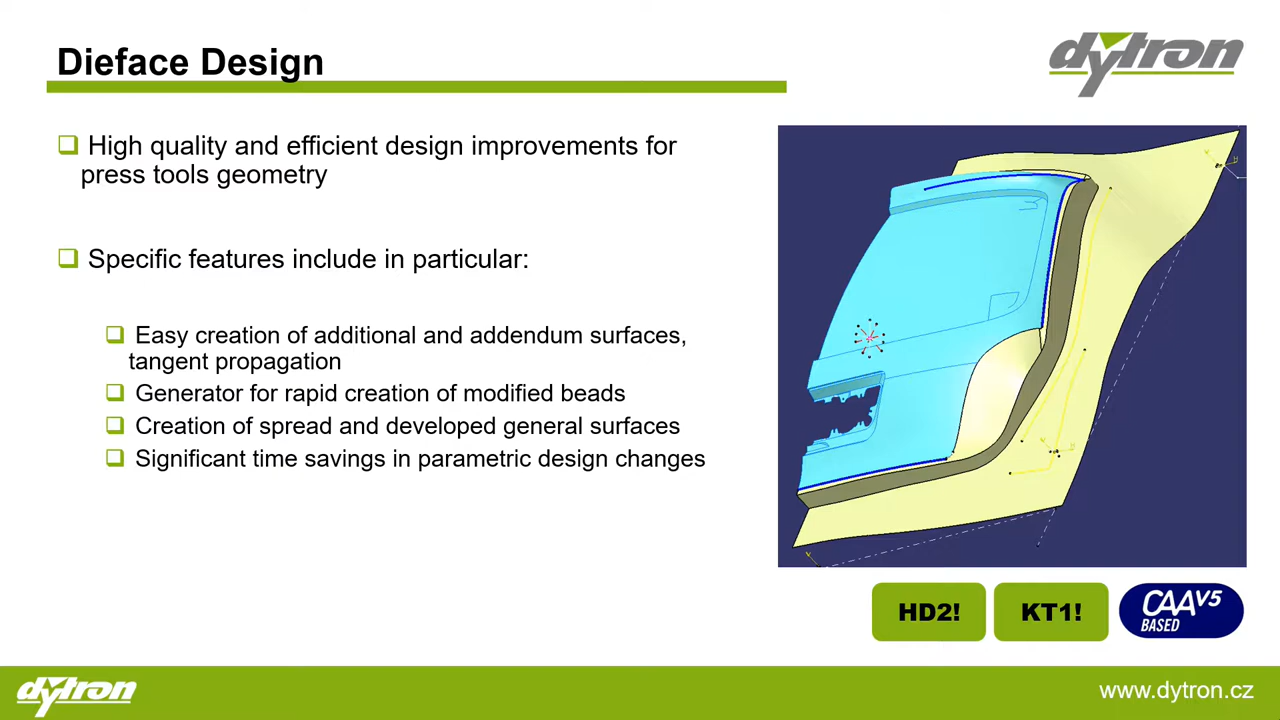 Dieface Design
dytron
High quality and efficient design improvements for
press tools geometry
Specific features include in particular:
Easy creation of additional and addendum surfaces,
tangent propagation
Generator for rapid creation of modified beads
Creation of spread and developed general surfaces
Significant time savings in parametric design changes
HD2!
KT1!
CAAV5
BASED
dytron
www.dytron.cz